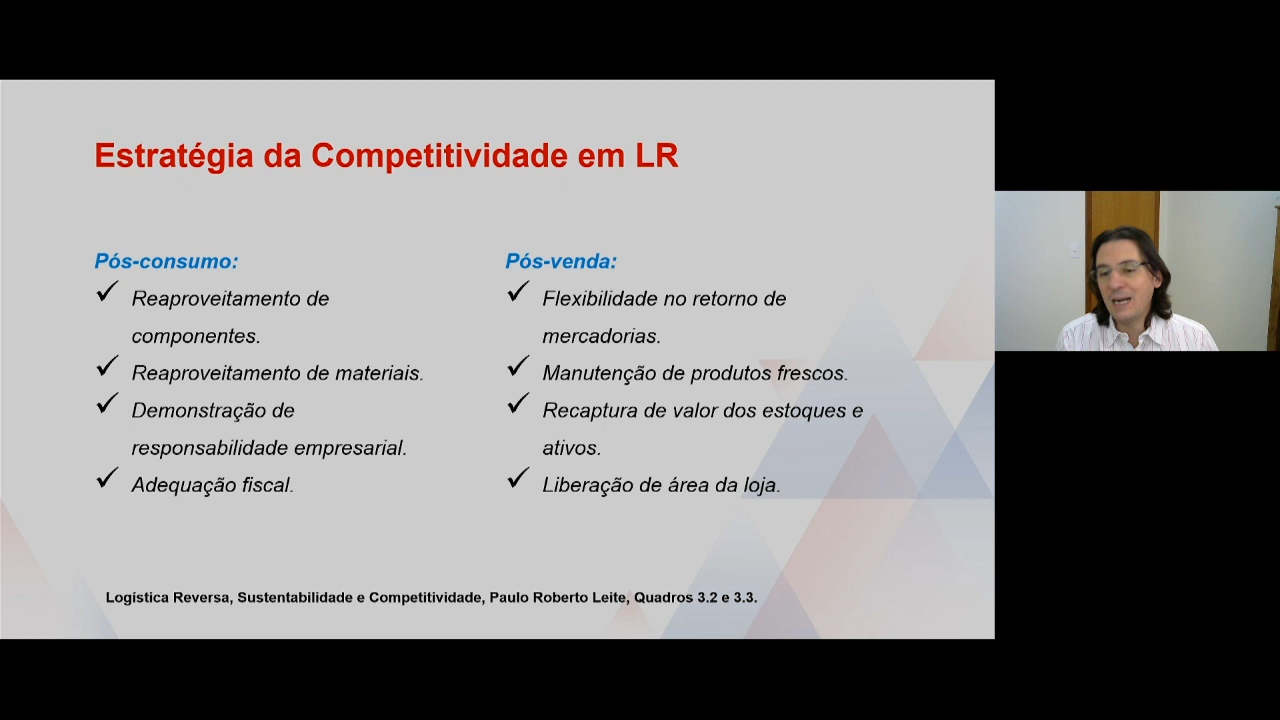 Estratégia da Competitividade em LR
Pós-consumo:
✓ Reaproveitamento de
componentes.
✓ Reaproveitamento de materiais.
✓ Demonstração de
responsabilidade empresarial.
✓ Adequação fiscal.
Pós-venda:
✓ Flexibilidade no retorno de
mercadorias.
✓ Manutenção de produtos frescos.
✓ Recaptura de valor dos estoques e
ativos.
✓ Liberação de área da loja.
Logística Reversa, Sustentabilidade e Competitividade, Paulo Roberto Leite, Quadros 3.2 e 3.3.